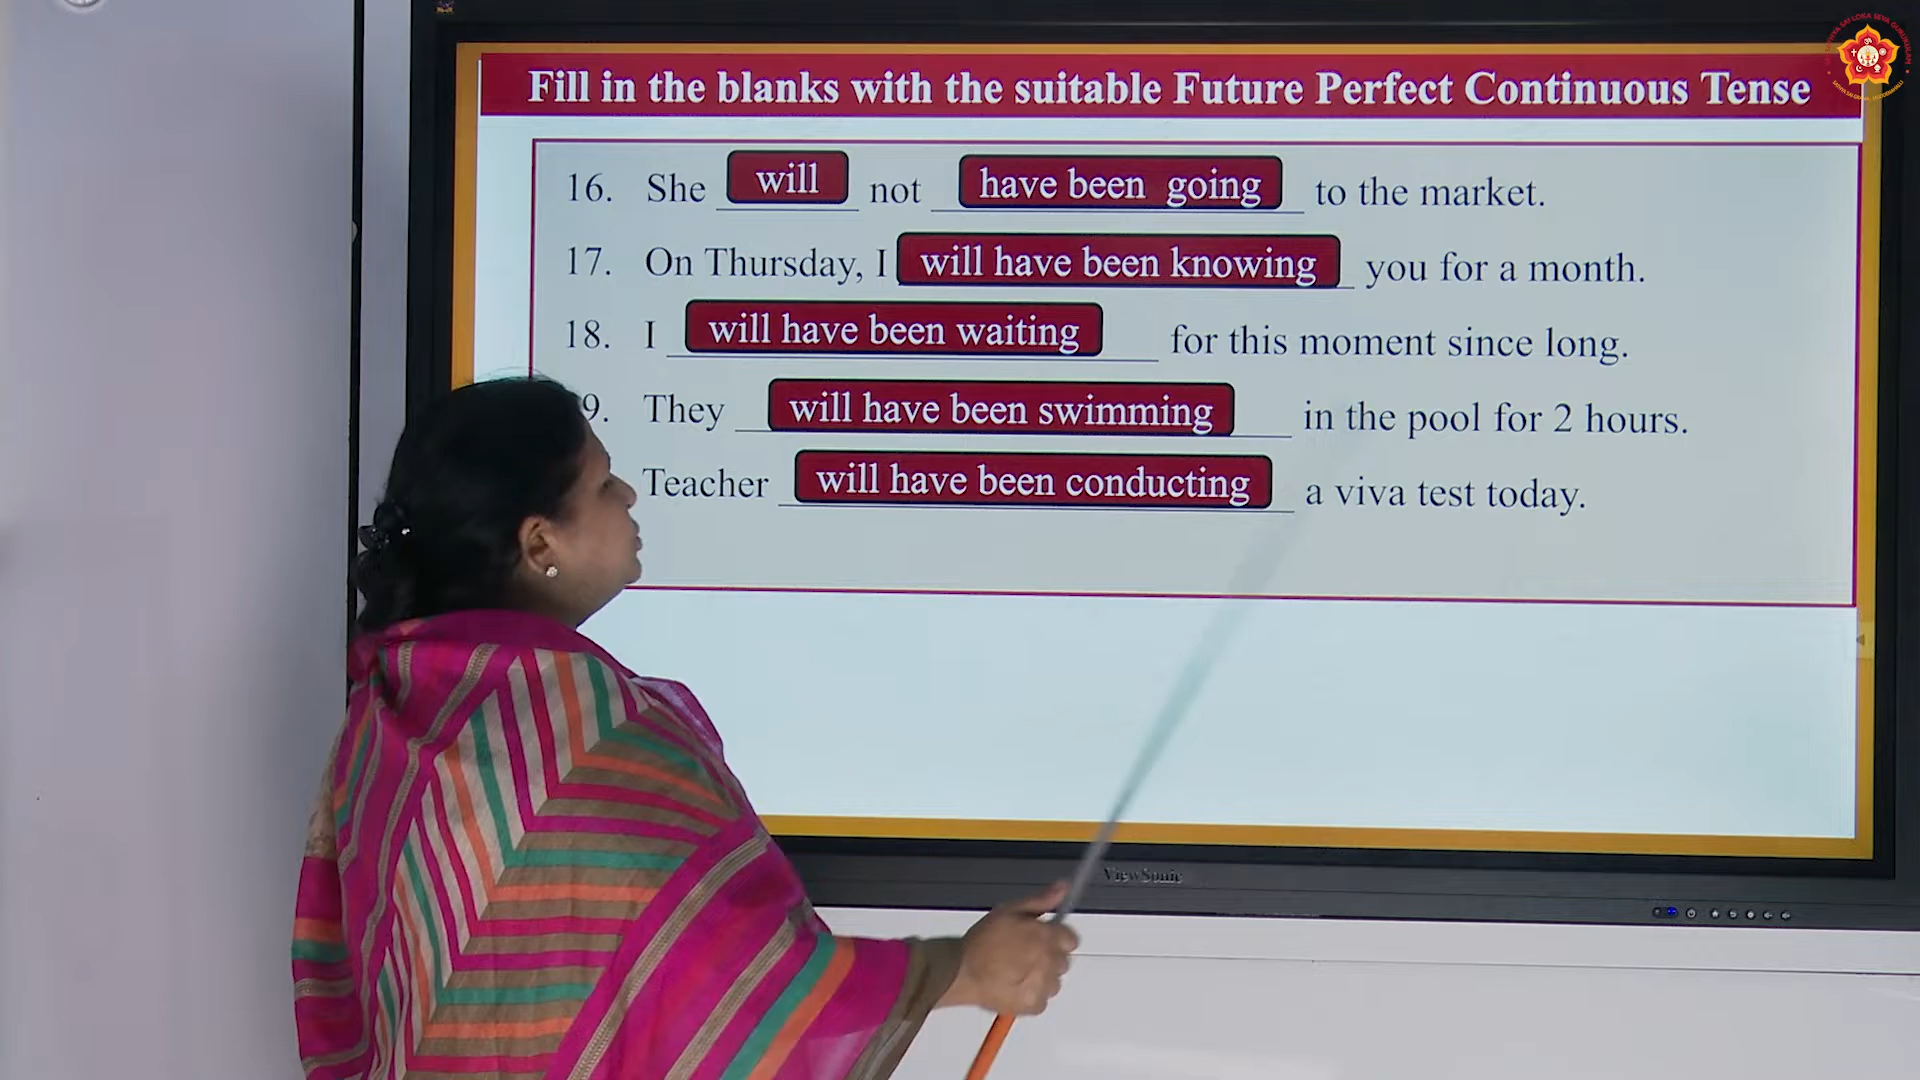 Fill in the blanks with the suitable Future Perfect Continuous Tense
16. She will not have been going to the market.
17. On Thursday, I will have been knowing you for a month.
18. I will have been waiting for this moment since long.
9. They will have been swimming in the pool for 2 hours.
Teacher will have been conducting a viva test today.
ViewSonic